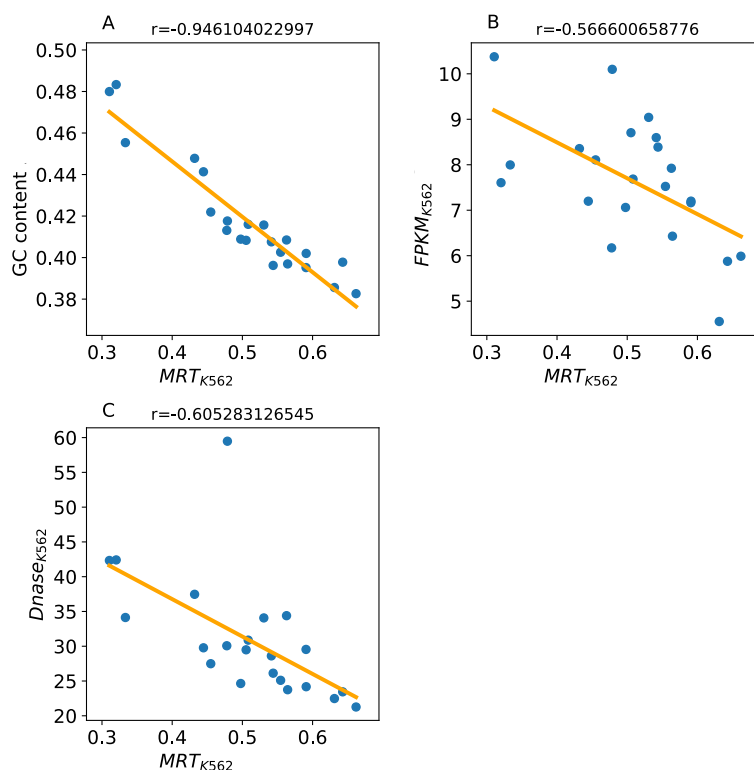 A
r=-0.946104022997
0.50
0.48
0.46
0.44
0.42
0.40
0.38
GC content
0.3 0.4 0.5 0.6
MRT_K562
B
r=-0.566600658776
10
9
8
7
6
5
FPKM_K562
0.3 0.4 0.5 0.6
MRT_K562
C
r=-0.605283126545
60
55
50
45
40
35
30
25
20
Dnase_K562
0.3 0.4 0.5 0.6
MRT_K562